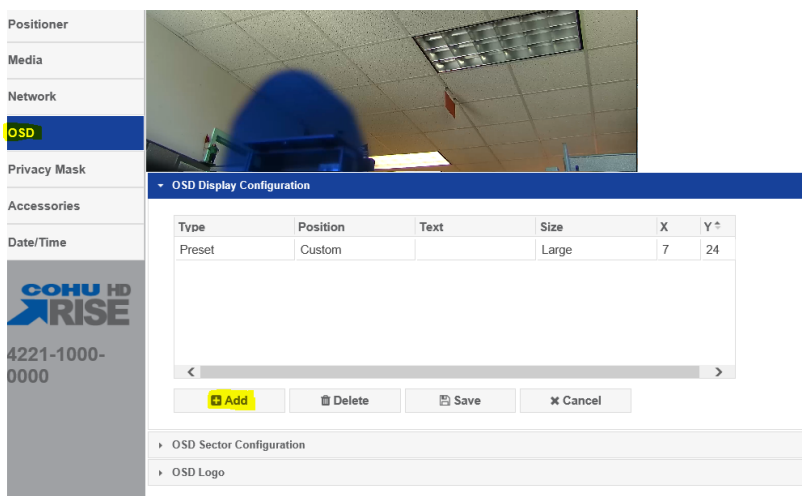 Positioner
Media
Network
OSD
Privacy Mask
Accessories
Date/Time
COHU HD
RISE
4221-1000-
0000
OSD Display Configuration
Type Position Text Size X Y
Preset Custom Large 7 24
Add Delete Save Cancel
OSD Sector Configuration
OSD Logo